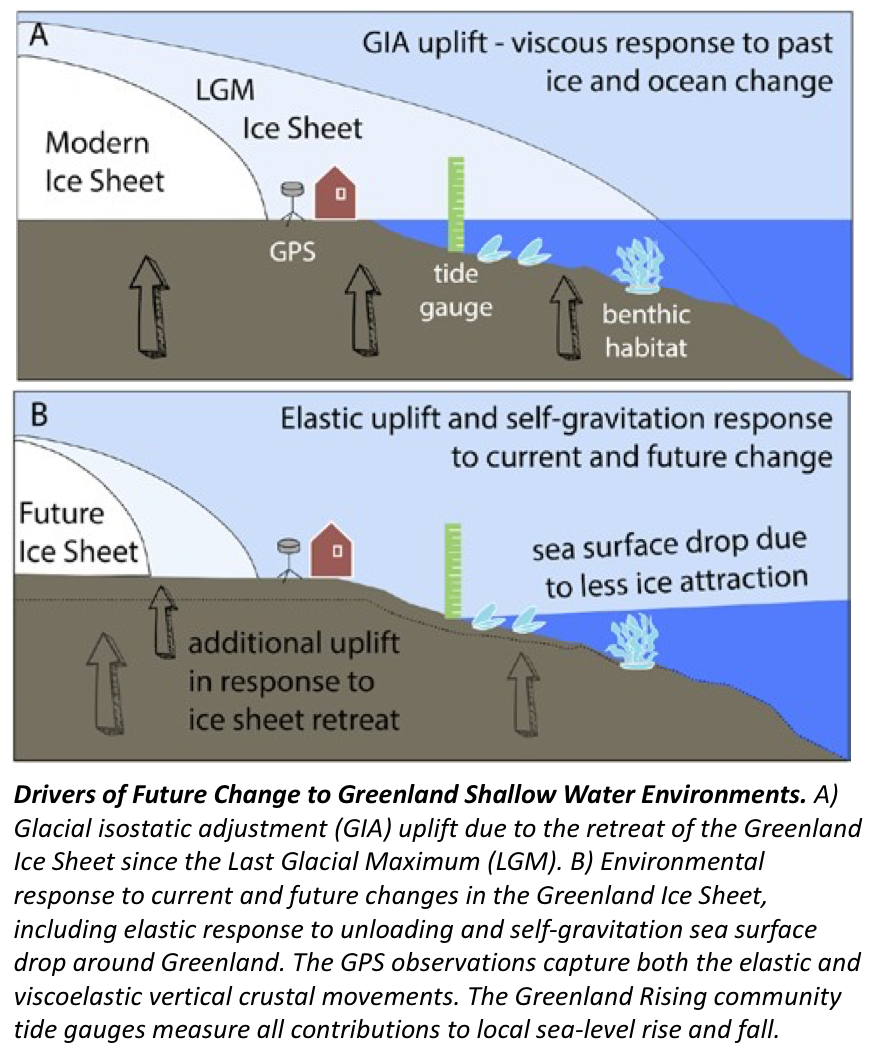 A
GIA uplift - viscous response to past
ice and ocean change
LGM
Ice Sheet
Modern
Ice Sheet
GPS
tide
gauge
benthic
habitat
B
Elastic uplift and self-gravitation response
to current and future change
Future
Ice Sheet
sea surface drop due
to less ice attraction
additional uplift
in response to
ice sheet retreat
Drivers of Future Change to Greenland Shallow Water Environments. A)
Glacial isostatic adjustment (GIA) uplift due to the retreat of the Greenland
Ice Sheet since the Last Glacial Maximum (LGM). B) Environmental
response to current and future changes in the Greenland Ice Sheet,
including elastic response to unloading and self-gravitation sea surface
drop around Greenland. The GPS observations capture both the elastic and
viscoelastic vertical crustal movements. The Greenland Rising community
tide gauges measure all contributions to local sea-level rise and fall.